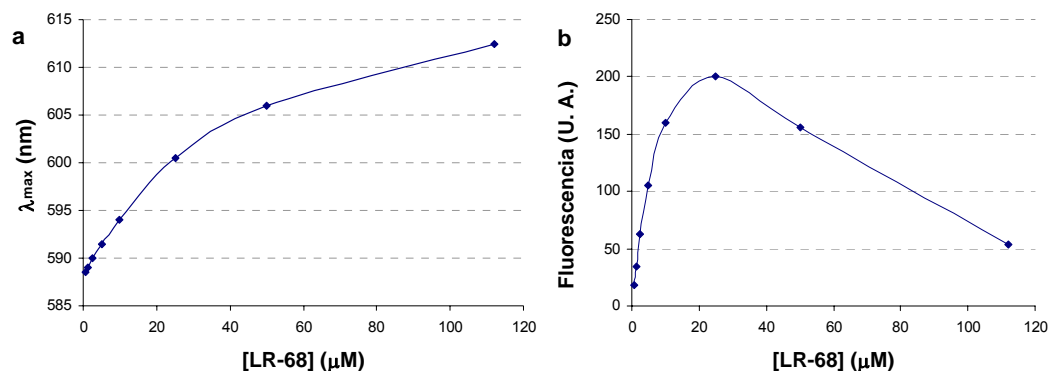 a
λmax (nm)
615
610
605
600
595
590
585
0 20 40 60 80 100 120
[LR-68] (μM)
b
Fluorescencia (U. A.)
250
200
150
100
50
0
0 20 40 60 80 100 120
[LR-68] (μM)